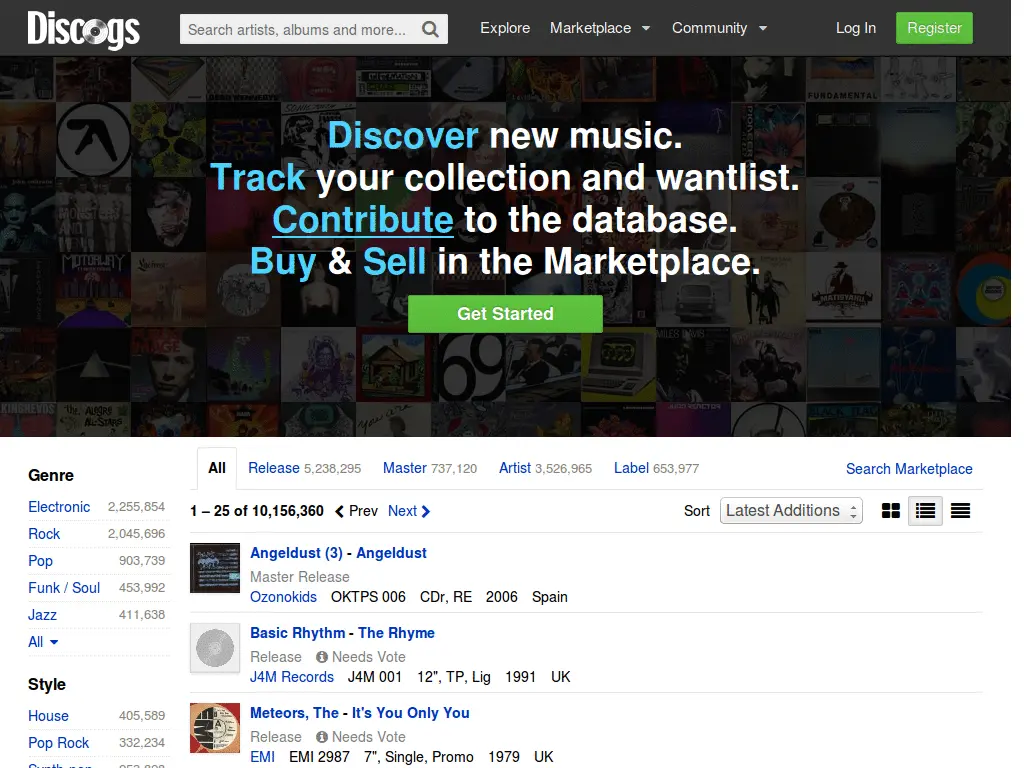 Discogs
Search artists, albums and more...
Explore
Marketplace
Community
Log In
Register
FUNDAMENTAL
Discover new music.
Track your collection and wantlist.
Contribute to the database.
Buy & Sell in the Marketplace.
Get Started
MOTORWAY
MATISYAHU
MILES DAVIS
69
All
Release 5,238,295
Master 737,120
Artist 3,526,965
Label 653,977
Search Marketplace
1 – 25 of 10,156,360
Prev
Next
Sort
Latest Additions
Genre
Electronic 2,255,854
Rock 2,045,696
Pop 903,739
Funk / Soul 453,992
Jazz 411,638
All
Style
House 405,589
Pop Rock 332,234
Angeldust (3) - Angeldust
Master Release
Ozonokids OKTPS 006 CDr, RE 2006 Spain
Basic Rhythm - The Rhyme
Release Needs Vote
J4M Records J4M 001 12", TP, Lig 1991 UK
Meteors, The - It's You Only You
Release Needs Vote
EMI EMI 2987 7", Single, Promo 1979 UK